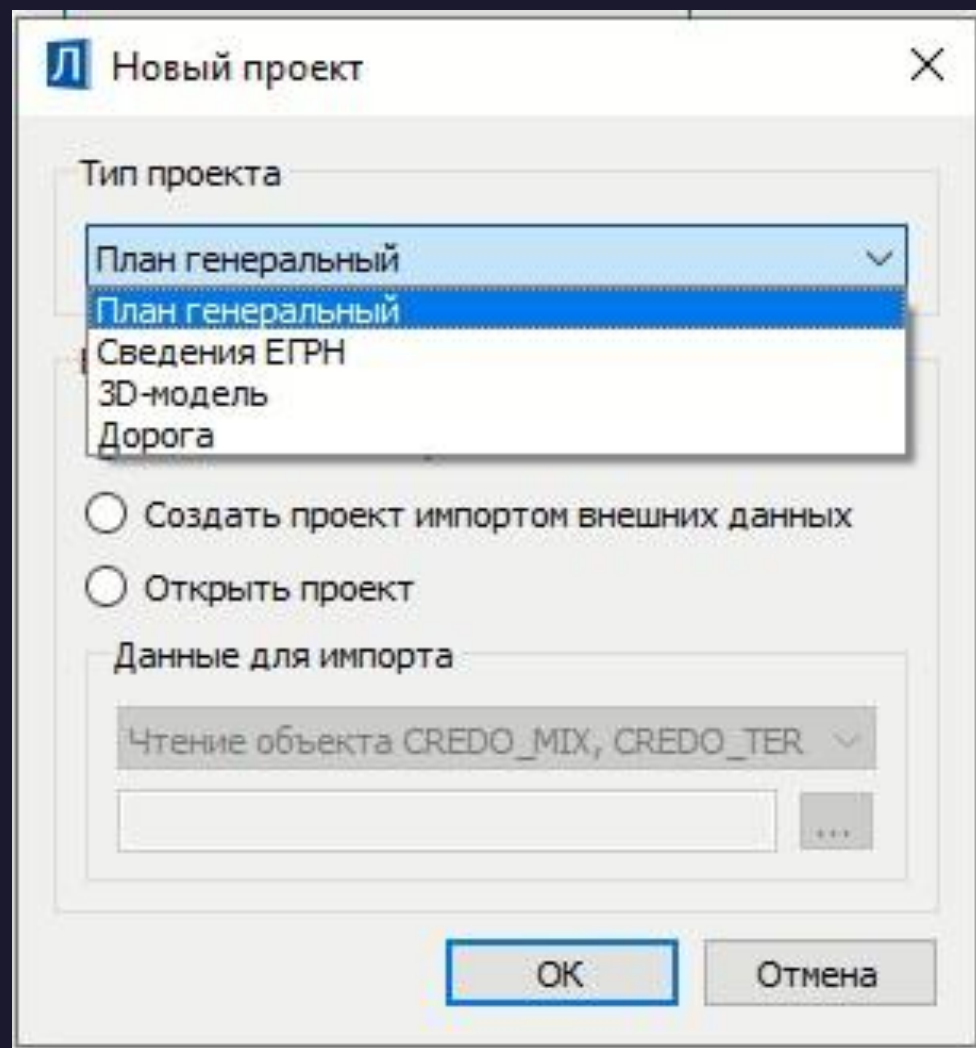 Л Новый проект
Тип проекта
План генеральный
План генеральный
Сведения ЕГРН
3D-модель
Дорога
Создать проект импортом внешних данных
Открыть проект
Данные для импорта
Чтение объекта CREDO_MIX, CREDO_TER
...
ОК
Отмена